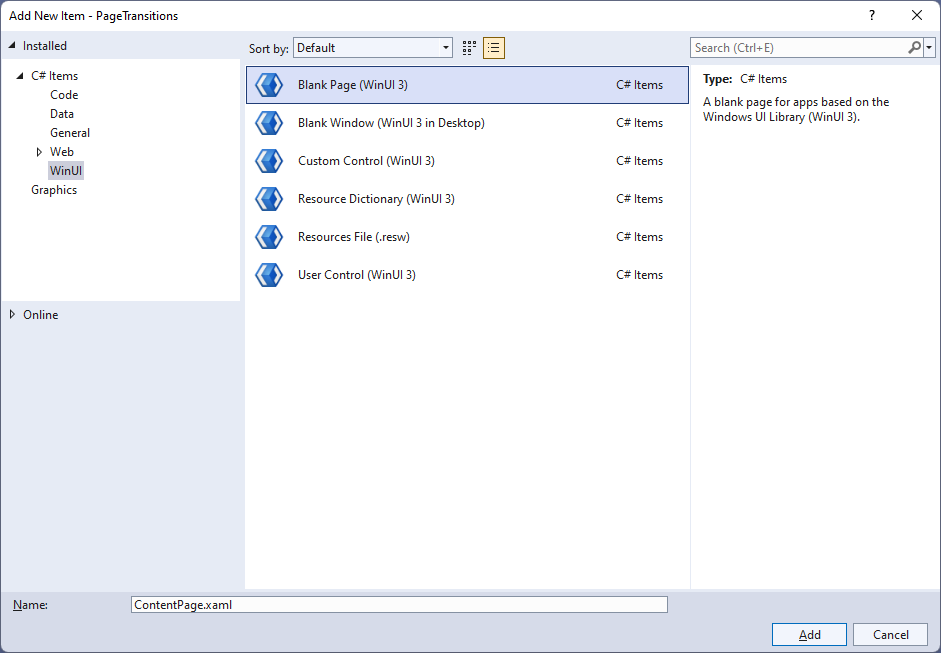 Add New Item - PageTransitions
?
Installed
Sort by: Default
Search (Ctrl+E)
C# Items
Code
Data
General
Web
WinUI
Graphics
Online
Blank Page (WinUI 3) C# Items
Blank Window (WinUI 3 in Desktop) C# Items
Custom Control (WinUI 3) C# Items
Resource Dictionary (WinUI 3) C# Items
Resources File (.resw) C# Items
User Control (WinUI 3) C# Items
Type: C# Items
A blank page for apps based on the
Windows UI Library (WinUI 3).
Name: ContentPage.xaml
Add Cancel